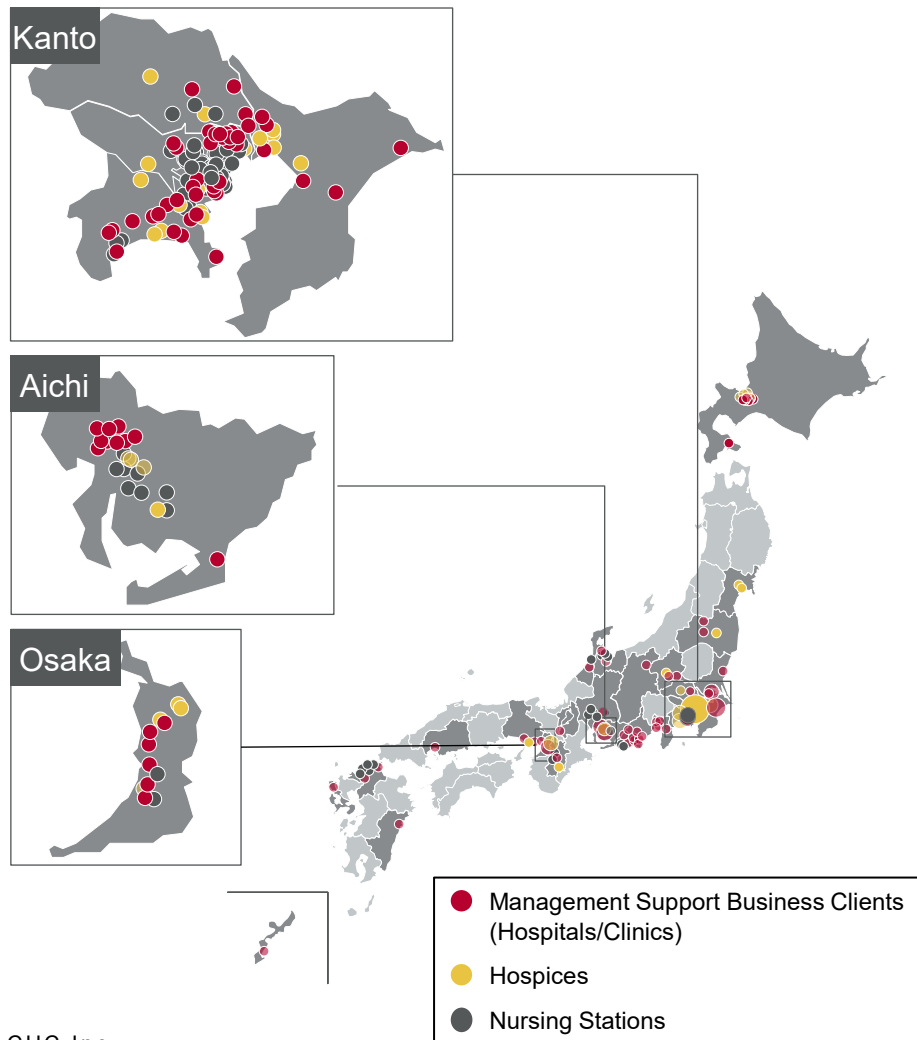 Kanto
Aichi
Osaka
Management Support Business Clients
(Hospitals/Clinics)
Hospices
Nursing Stations